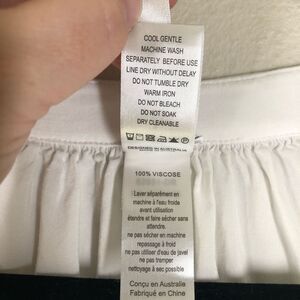 COOL GENTLE
MACHINE WASH
SEPARATELY BEFORE USE
LINE DRY WITHOUT DELAY
DO NOT TUMBLE DRY
WARM IRON
DO NOT BLEACH
DO NOT SOAK
DRY CLEANABLE
DESIGNED IN AUSTRALIA
100% VISCOSE
Laver séparément en
machine à l'eau froide
avant utilisation
étendre et faire sécher sans
attendre.
ne pas sécher en machine
repassage à froid
ne pas utiliser d'eau de javel
ne pas tremper
nettoyage à sec possible
Conçu en Australie
Fabriqué en Chine